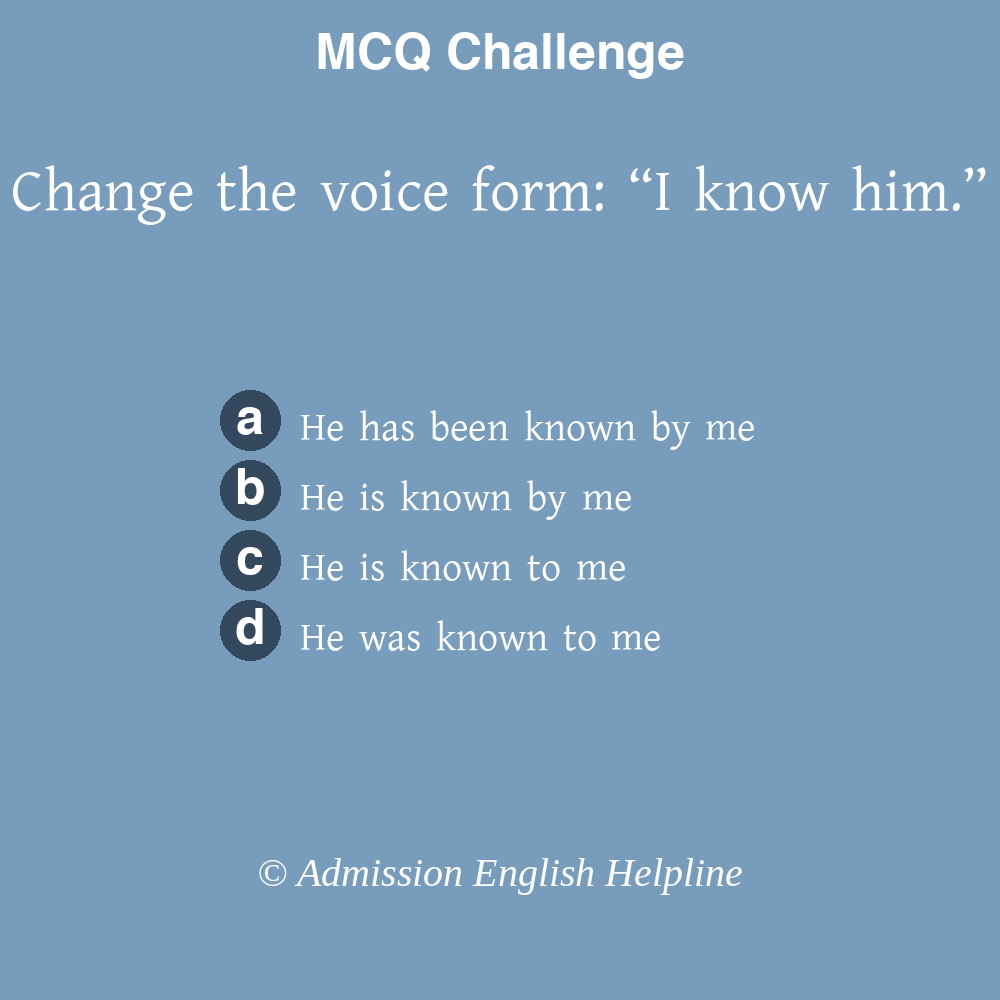 MCQ Challenge
Change the voice form: “I know him.”
a He has been known by me
b He is known by me
c He is known to me
d He was known to me
© Admission English Helpline